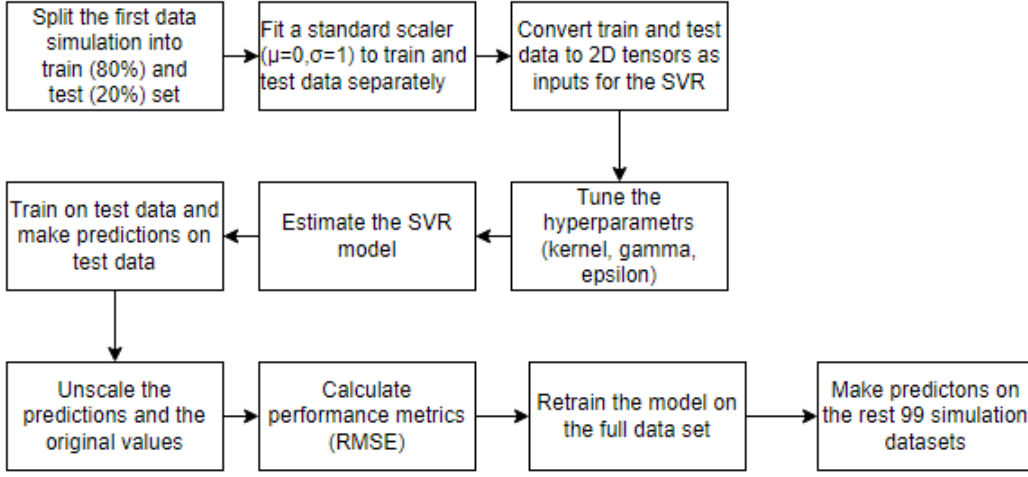 Split the first data
simulation into
train (80%) and
test (20%) set
Fit a standard scaler
(μ=0,σ=1) to train and
test data separately
Convert train and test
data to 2D tensors as
inputs for the SVR
Tune the
hyperparametrs
(kernel, gamma,
epsilon)
Estimate the SVR
model
Train on test data and
make predictions on
test data
Unscale the
predictions and the
original values
Calculate
performance metrics
(RMSE)
Retrain the model on
the full data set
Make predictons on
the rest 99 simulation
datasets